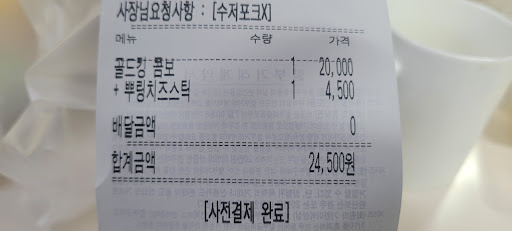 사장님요청사항 : [수저포크X]
메뉴 수량 가격
골드킹 콤보 1 20,000
+ 뿌링치즈스틱 1 4,500
배달금액 0
합계금액 24,500원
[사전결제 완료]